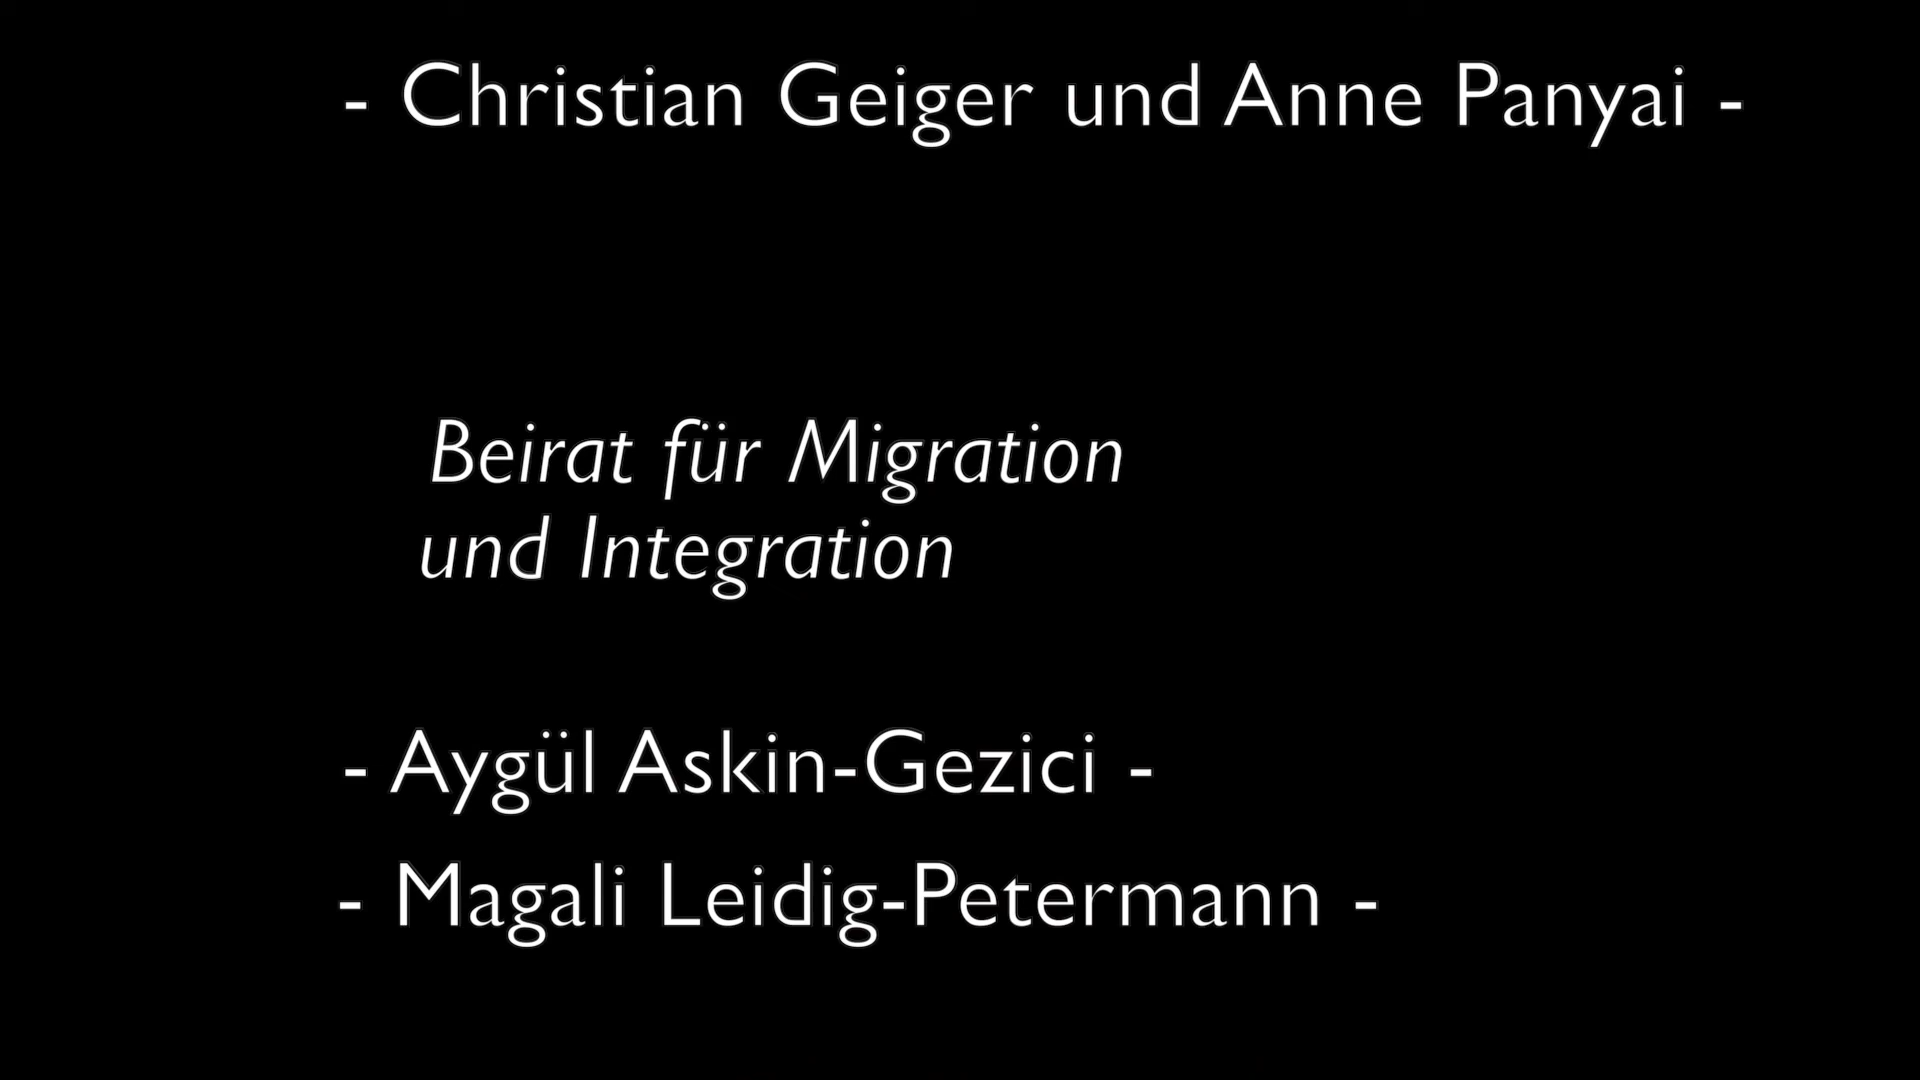 - Christian Geiger und Anne Panyai -
Beirat für Migration
und Integration
- Aygül Askin-Gezici -
- Magali Leidig-Petermann -